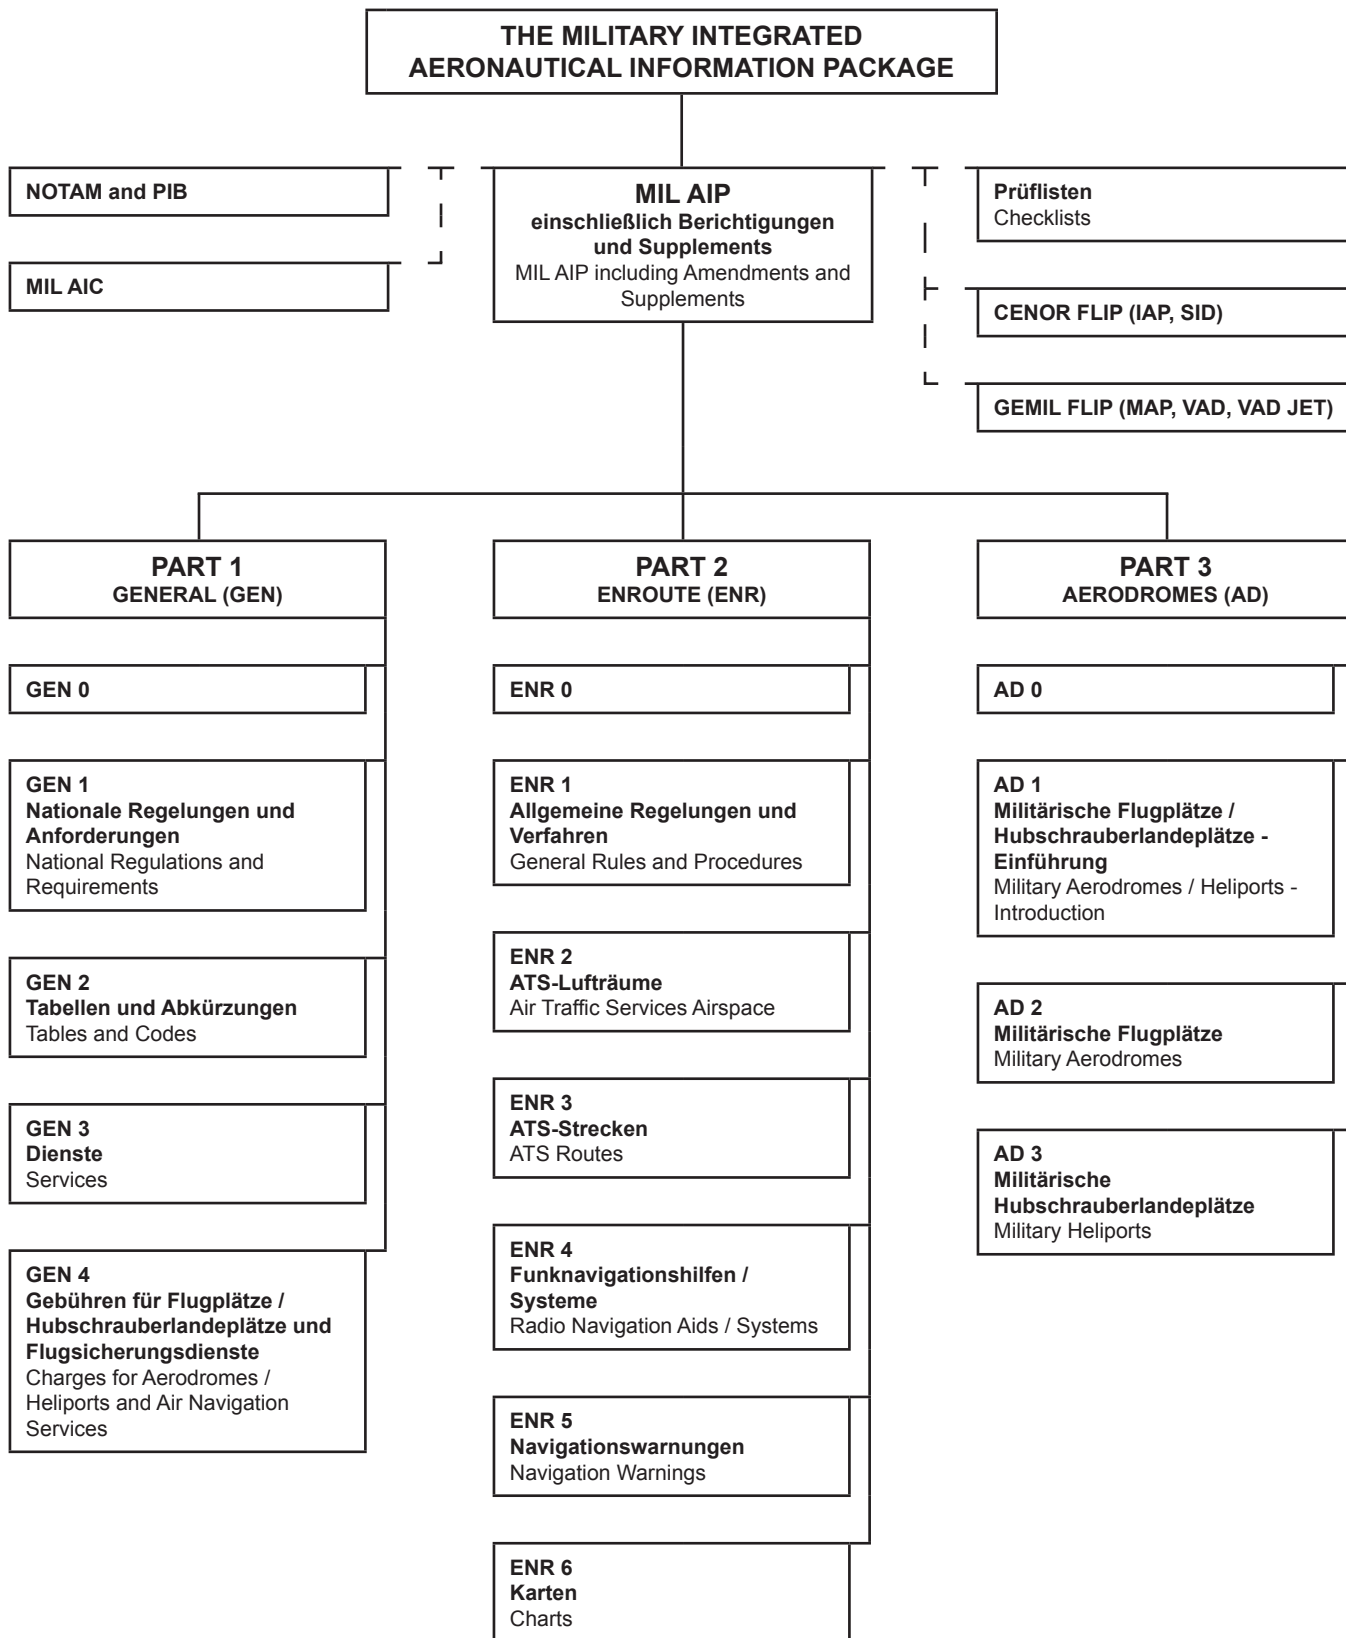 THE MILITARY INTEGRATED
AERONAUTICAL INFORMATION PACKAGE
NOTAM and PIB
MIL AIC
MIL AIP
einschließlich Berichtigungen
und Supplements
MIL AIP including Amendments and
Supplements
Prüflisten
Checklists
CENOR FLIP (IAP, SID)
GEMIL FLIP (MAP, VAD, VAD JET)
PART 1
GENERAL (GEN)
GEN 0
GEN 1
Nationale Regelungen und
Anforderungen
National Regulations and
Requirements
GEN 2
Tabellen und Abkürzungen
Tables and Codes
GEN 3
Dienste
Services
GEN 4
Gebühren für Flugplätze /
Hubschrauberlandeplätze und
Flugsicherungsdienste
Charges for Aerodromes /
Heliports and Air Navigation
Services
PART 2
ENROUTE (ENR)
ENR 0
ENR 1
Allgemeine Regelungen und
Verfahren
General Rules and Procedures
ENR 2
ATS-Lufträume
Air Traffic Services Airspace
ENR 3
ATS-Strecken
ATS Routes
ENR 4
Funknavigationshilfen /
Systeme
Radio Navigation Aids / Systems
ENR 5
Navigationswarnungen
Navigation Warnings
ENR 6
Karten
Charts
PART 3
AERODROMES (AD)
AD 0
AD 1
Militärische Flugplätze /
Hubschrauberlandeplätze -
Einführung
Military Aerodromes / Heliports -
Introduction
AD 2
Militärische Flugplätze
Military Aerodromes
AD 3
Militärische
Hubschrauberlandeplätze
Military Heliports